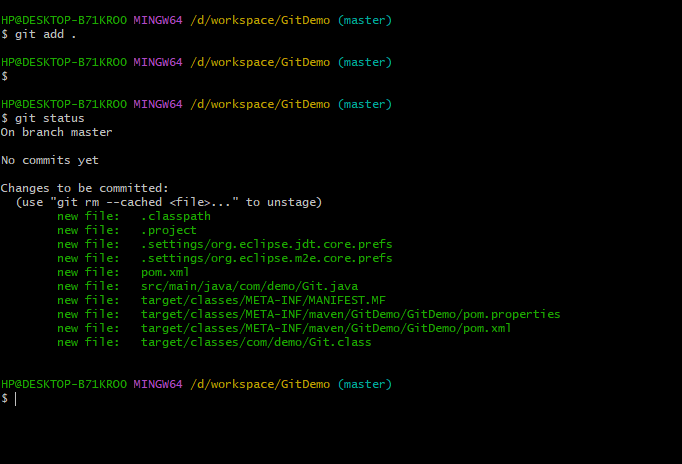 HP@DESKTOP-B71KROO MINGW64 /d/workspace/GitDemo (master)
$ git add .
HP@DESKTOP-B71KROO MINGW64 /d/workspace/GitDemo (master)
$
HP@DESKTOP-B71KROO MINGW64 /d/workspace/GitDemo (master)
$ git status
On branch master
No commits yet
Changes to be committed:
  (use "git rm --cached <file>..." to unstage)
        new file:   .classpath
        new file:   .project
        new file:   .settings/org.eclipse.jdt.core.prefs
        new file:   .settings/org.eclipse.m2e.core.prefs
        new file:   pom.xml
        new file:   src/main/java/com/demo/Git.java
        new file:   target/classes/META-INF/MANIFEST.MF
        new file:   target/classes/META-INF/maven/GitDemo/GitDemo/pom.properties
        new file:   target/classes/META-INF/maven/GitDemo/GitDemo/pom.xml
        new file:   target/classes/com/demo/Git.class
HP@DESKTOP-B71KROO MINGW64 /d/workspace/GitDemo (master)
$